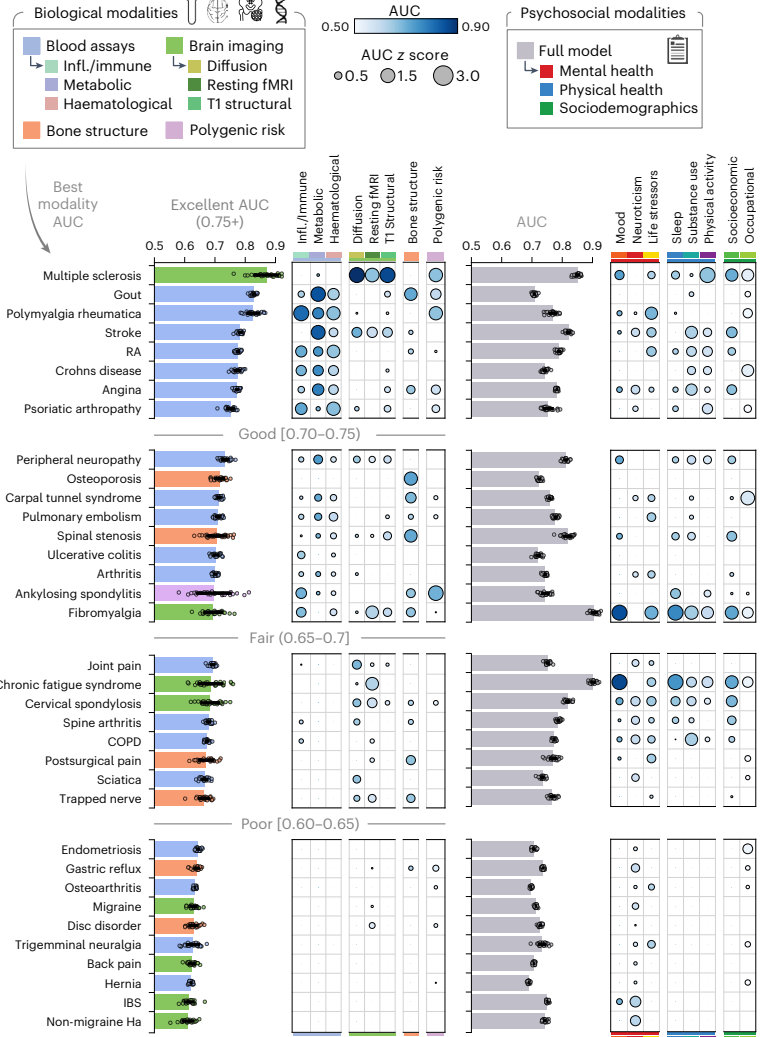 Biological modalities
Blood assays
Infl./immune
Metabolic
Haematological
Bone structure
Brain imaging
Diffusion
Resting fMRI
T1 structural
Polygenic risk
AUC
0.50 0.90
AUC z score
0.5 1.5 3.0
Psychosocial modalities
Full model
Mental health
Physical health
Sociodemographics
Best
modality
AUC
Excellent AUC
(0.75+)
0.5 0.6 0.7 0.9
Infl./Immune
Metabolic
Haematological
Diffusion
Resting fMRI
T1 Structural
Bone structure
Polygenic risk
AUC
0.5 0.6 0.7 0.9
Mood
Neuroticism
Life stressors
Sleep
Substance use
Physical activity
Socioeconomic
Occupational
Multiple sclerosis
Gout
Polymyalgia rheumatica
Stroke
RA
Crohns disease
Angina
Psoriatic arthropathy
Good [0.70–0.75)
Peripheral neuropathy
Osteoporosis
Carpal tunnel syndrome
Pulmonary embolism
Spinal stenosis
Ulcerative colitis
Arthritis
Ankylosing spondylitis
Fibromyalgia
Fair (0.65–0.7]
Joint pain
Chronic fatigue syndrome
Cervical spondylosis
Spine arthritis
COPD
Postsurgical pain
Sciatica
Trapped nerve
Poor [0.60–0.65)
Endometriosis
Gastric reflux
Osteoarthritis
Migraine
Disc disorder
Trigemminal neuralgia
Back pain
Hernia
IBS
Non-migraine Ha